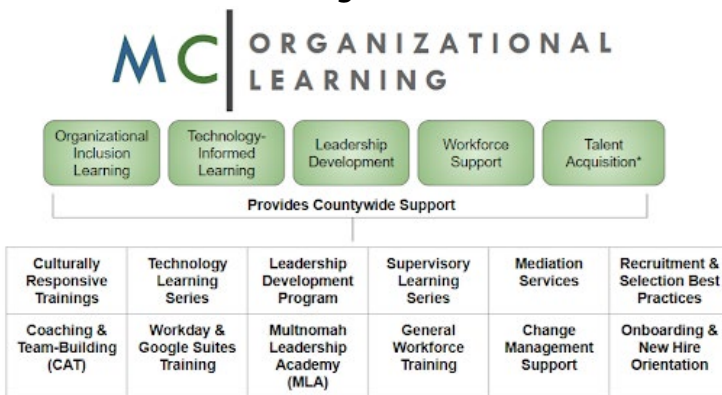 MC ORGANIZATIONAL
LEARNING
Organizational
Inclusion
Learning
Technology-
Informed
Learning
Leadership
Development
Workforce
Support
Talent
Acquisition*
Provides Countywide Support
Culturally
Responsive
Trainings
Technology
Learning
Series
Leadership
Development
Program
Supervisory
Learning
Series
Mediation
Services
Recruitment &
Selection Best
Practices
Coaching &
Team-Building
(CAT)
Workday &
Google Suites
Training
Multnomah
Leadership
Academy
(MLA)
General
Workforce
Training
Change
Management
Support
Onboarding &
New Hire
Orientation